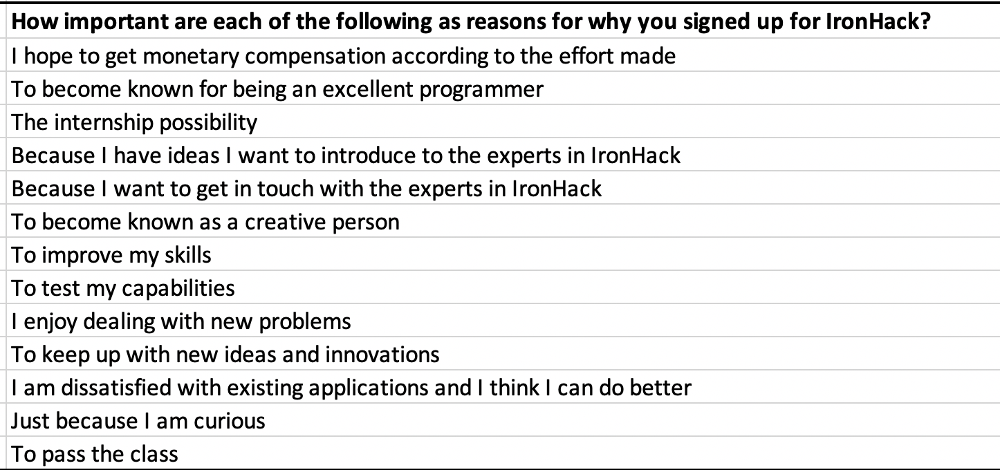 How important are each of the following as reasons for why you signed up for IronHack?
I hope to get monetary compensation according to the effort made
To become known for being an excellent programmer
The internship possibility
Because I have ideas I want to introduce to the experts in IronHack
Because I want to get in touch with the experts in IronHack
To become known as a creative person
To improve my skills
To test my capabilities
I enjoy dealing with new problems
To keep up with new ideas and innovations
I am dissatisfied with existing applications and I think I can do better
Just because I am curious
To pass the class